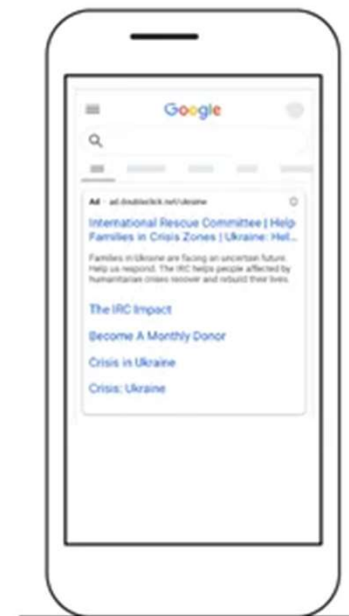 Google
Ad · ad.doubleclick.net/ukraine
International Rescue Committee | Help
Families in Crisis Zones | Ukraine: Hel...
Families in Ukraine are facing an uncertain future.
Help us respond. The IRC helps people affected by
humanitarian crises recover and rebuild their lives.
The IRC Impact
Become A Monthly Donor
Crisis in Ukraine
Crisis: Ukraine